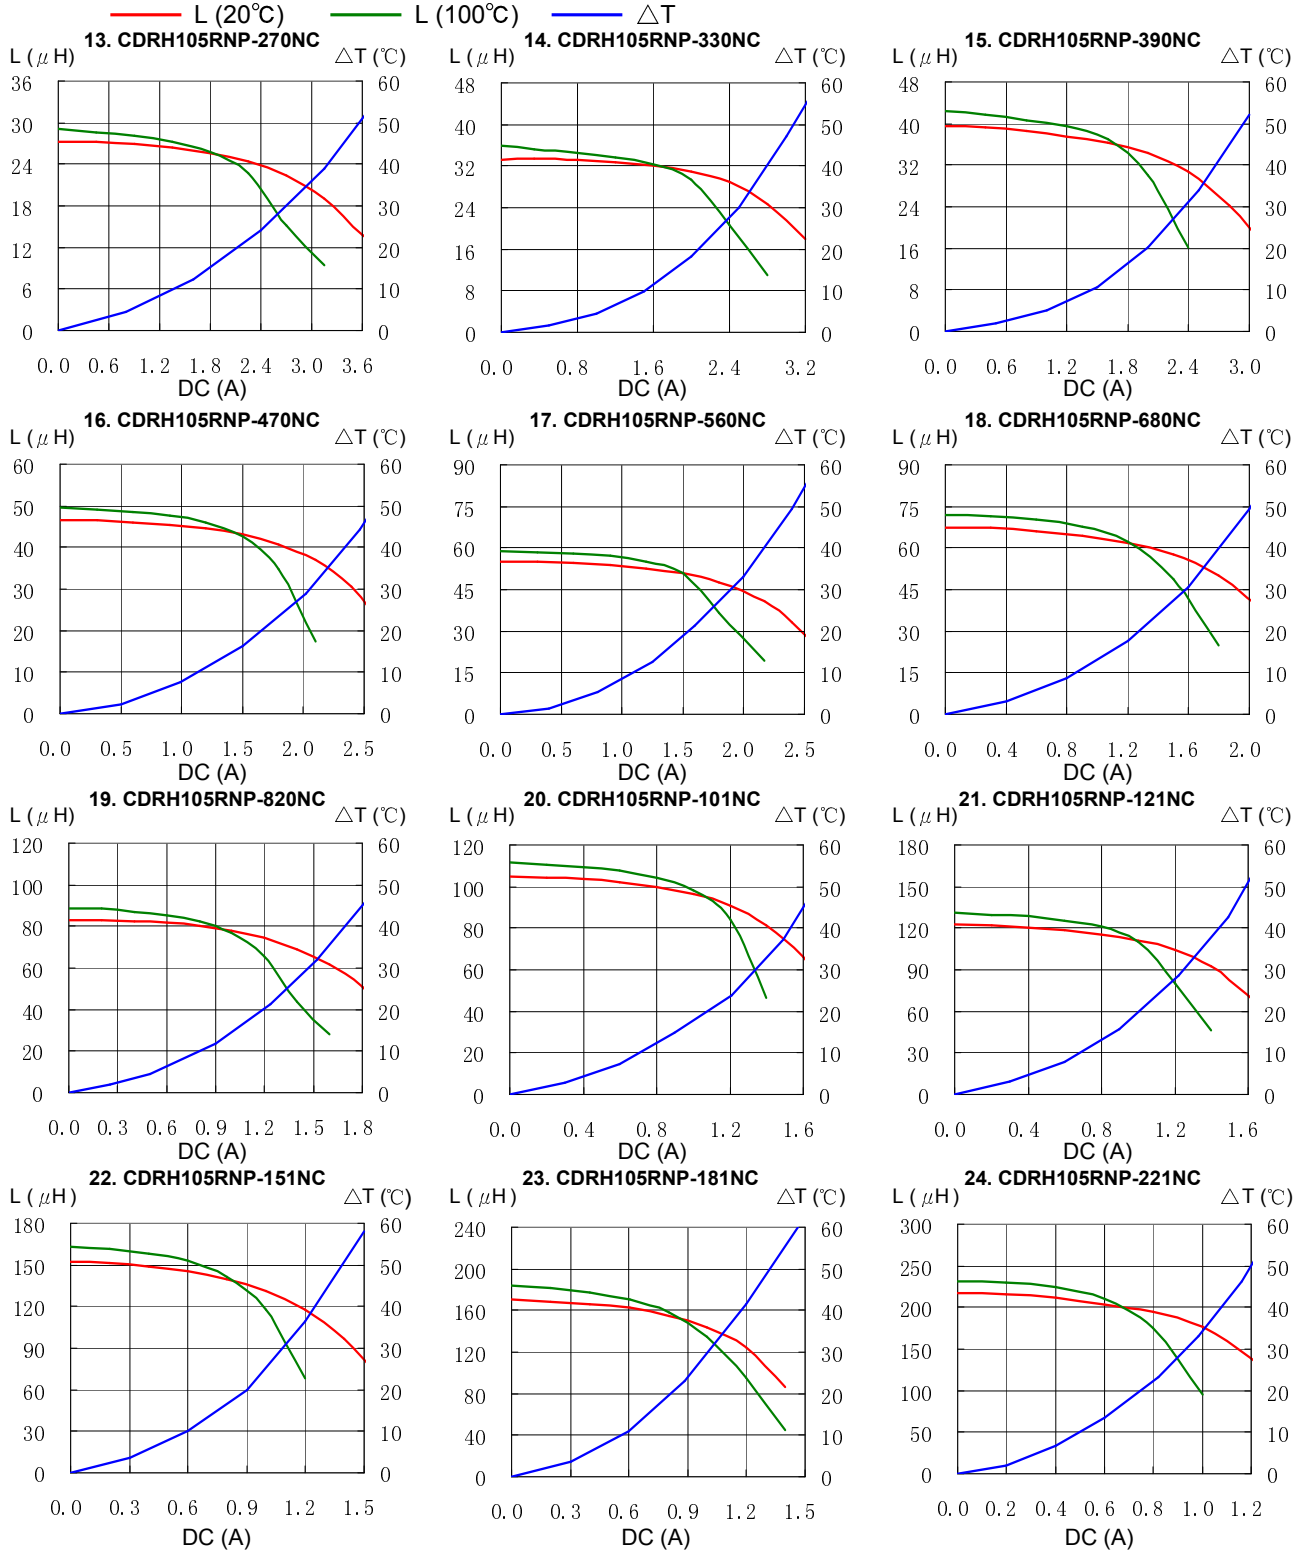 L (20℃) L (100℃) △T
13. CDRH105RNP-270NC
L ( μ H) △T (℃)
36 60
30 50
24 40
18 30
12 20
6 10
0 0
0.0 0.6 1.2 1.8 2.4 3.0 3.6
DC (A)
14. CDRH105RNP-330NC
L ( μ H) △T (℃)
48 60
40 50
32 40
24 30
16 20
8 10
0 0
0.0 0.8 1.6 2.4 3.2
DC (A)
15. CDRH105RNP-390NC
L ( μ H) △T (℃)
48 60
40 50
32 40
24 30
16 20
8 10
0 0
0.0 0.6 1.2 1.8 2.4 3.0
DC (A)
16. CDRH105RNP-470NC
L ( μ H) △T (℃)
60 60
50 50
40 40
30 30
20 20
10 10
0 0
0.0 0.5 1.0 1.5 2.0 2.5
DC (A)
17. CDRH105RNP-560NC
L ( μ H) △T (℃)
90 60
75 50
60 40
45 30
30 20
15 10
0 0
0.0 0.5 1.0 1.5 2.0 2.5
DC (A)
18. CDRH105RNP-680NC
L ( μ H) △T (℃)
90 60
75 50
60 40
45 30
30 20
15 10
0 0
0.0 0.4 0.8 1.2 1.6 2.0
DC (A)
19. CDRH105RNP-820NC
L ( μ H) △T (℃)
120 60
100 50
80 40
60 30
40 20
20 10
0 0
0.0 0.3 0.6 0.9 1.2 1.5 1.8
DC (A)
20. CDRH105RNP-101NC
L ( μ H) △T (℃)
120 60
100 50
80 40
60 30
40 20
20 10
0 0
0.0 0.4 0.8 1.2 1.6
DC (A)
21. CDRH105RNP-121NC
L ( μ H) △T (℃)
180 60
150 50
120 40
90 30
60 20
30 10
0 0
0.0 0.4 0.8 1.2 1.6
DC (A)
22. CDRH105RNP-151NC
L ( μH ) △T (℃)
180 60
150 50
120 40
90 30
60 20
30 10
0 0
0.0 0.3 0.6 0.9 1.2 1.5
DC (A)
23. CDRH105RNP-181NC
L ( μH) △T (℃)
240 60
200 50
160 40
120 30
80 20
40 10
0 0
0.0 0.3 0.6 0.9 1.2 1.5
DC (A)
24. CDRH105RNP-221NC
L ( μ H) △T (℃)
300 60
250 50
200 40
150 30
100 20
50 10
0 0
0.0 0.2 0.4 0.6 0.8 1.0 1.2
DC (A)